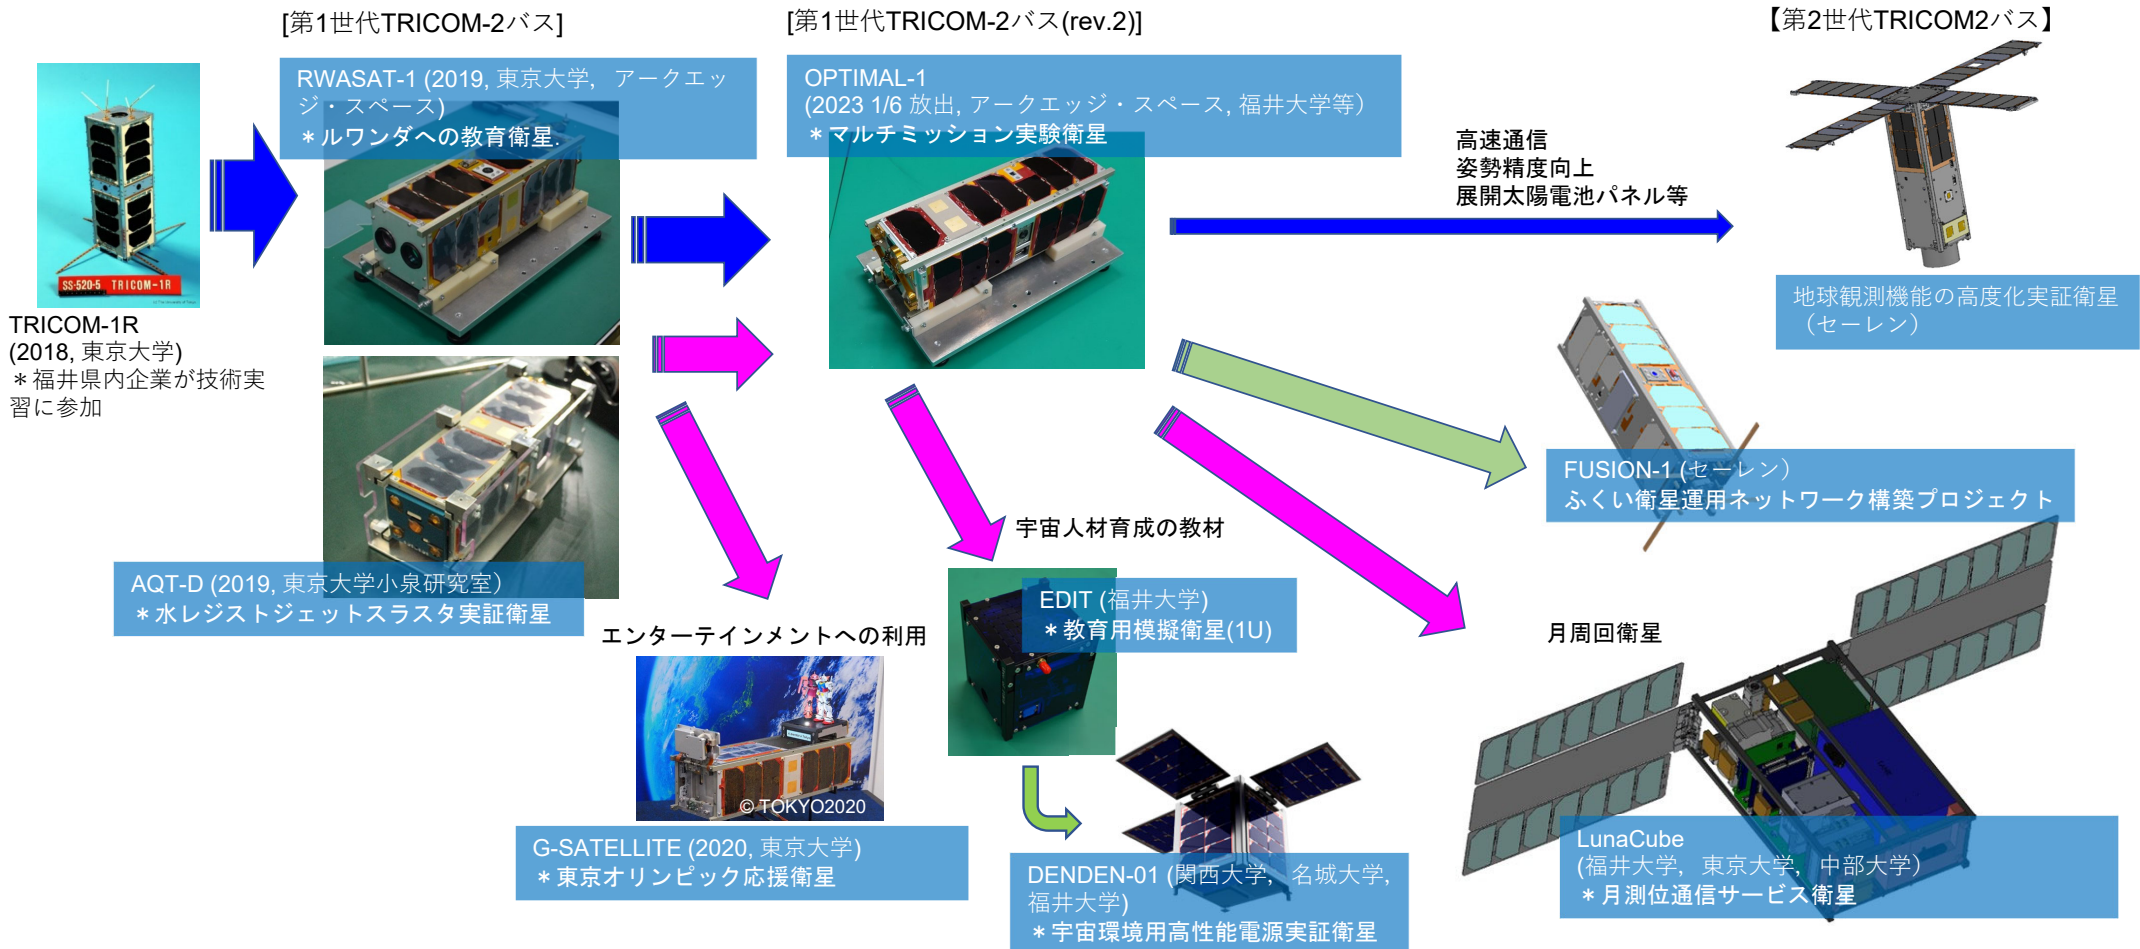 [第1世代TRICOM-2バス]
[第1世代TRICOM-2バス(rev.2)]
【第2世代TRICOM2バス】
SS-520-5 TRICOM-1R
TRICOM-1R
(2018, 東京大学)
＊福井県内企業が技術実
習に参加
RWASAT-1 (2019, 東京大学, アークエッ
ジ・スペース)
＊ルワンダへの教育衛星.
OPTIMAL-1
(2023 1/6 放出, アークエッジ・スペース, 福井大学等)
＊マルチミッション実験衛星
高速通信
姿勢精度向上
展開太陽電池パネル等
地球観測機能の高度化実証衛星
（セーレン）
AQT-D (2019, 東京大学小泉研究室)
＊水レジストジェットスラスタ実証衛星
FUSION-1 (セーレン)
ふくい衛星運用ネットワーク構築プロジェクト
エンターテインメントへの利用
© TOKYO2020
G-SATELLITE (2020, 東京大学)
＊東京オリンピック応援衛星
宇宙人材育成の教材
EDIT (福井大学)
＊教育用模擬衛星(1U)
DENDEN-01 (関西大学, 名城大学,
福井大学)
＊宇宙環境用高性能電源実証衛星
月周回衛星
LunaCube
(福井大学, 東京大学, 中部大学)
＊月測位通信サービス衛星